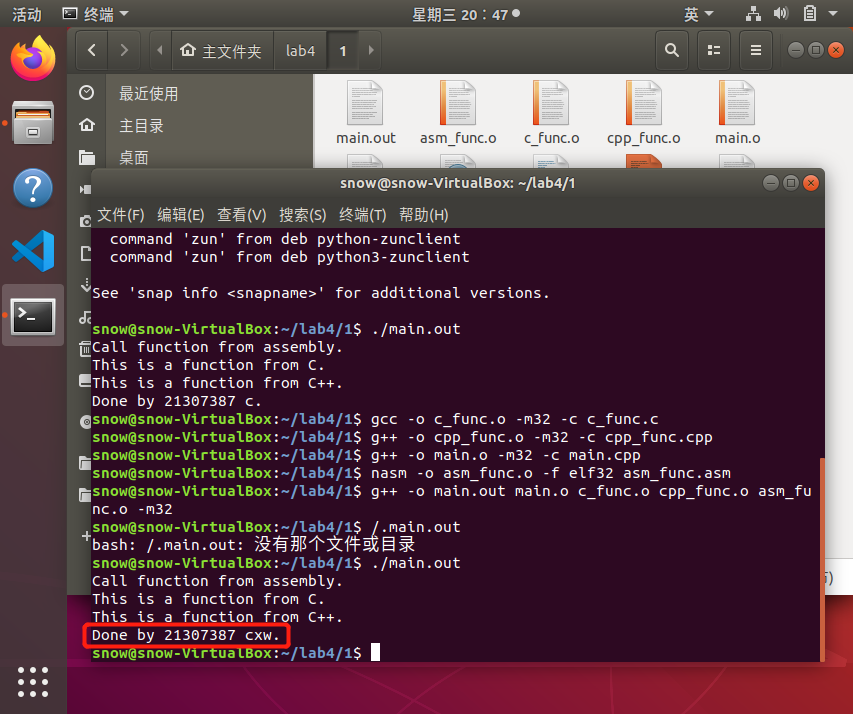 活动
终端
星期三 20：47
英
主文件夹
lab4
1
最近使用
主目录
桌面
main.out
asm_func.o
c_func.o
cpp_func.o
main.o
snow@snow-VirtualBox: ~/lab4/1
文件(F) 编辑(E) 查看(V) 搜索(S) 终端(T) 帮助(H)
command 'zun' from deb python-zunclient
command 'zun' from deb python3-zunclient
See 'snap info <snapname>' for additional versions.
snow@snow-VirtualBox:~/lab4/1$ ./main.out
Call function from assembly.
This is a function from C.
This is a function from C++.
Done by 21307387 c.
snow@snow-VirtualBox:~/lab4/1$ gcc -o c_func.o -m32 -c c_func.c
snow@snow-VirtualBox:~/lab4/1$ g++ -o cpp_func.o -m32 -c cpp_func.cpp
snow@snow-VirtualBox:~/lab4/1$ g++ -o main.o -m32 -c main.cpp
snow@snow-VirtualBox:~/lab4/1$ nasm -o asm_func.o -f elf32 asm_func.asm
snow@snow-VirtualBox:~/lab4/1$ g++ -o main.out main.o c_func.o cpp_func.o asm_fu
nc.o -m32
snow@snow-VirtualBox:~/lab4/1$ /.main.out
bash: /.main.out: 没有那个文件或目录
snow@snow-VirtualBox:~/lab4/1$ ./main.out
Call function from assembly.
This is a function from C.
This is a function from C++.
Done by 21307387 cxw.
snow@snow-VirtualBox:~/lab4/1$